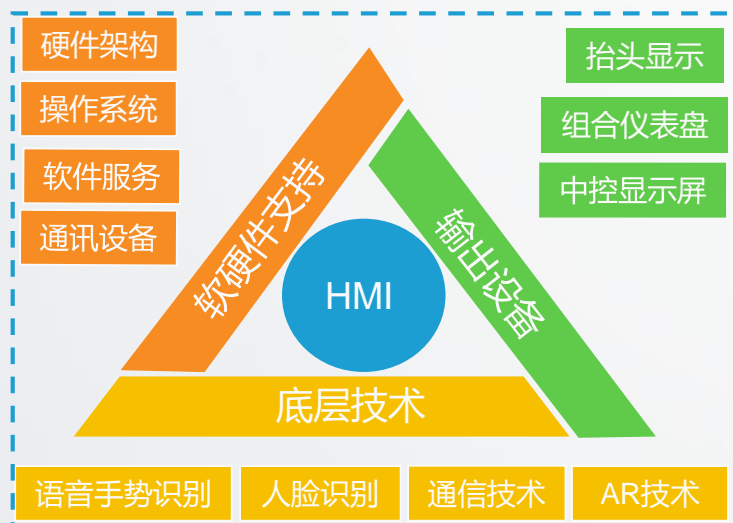 硬件架构
操作系统
软件服务
通讯设备
抬头显示
组合仪表盘
中控显示屏
软硬件支持
输出设备
HMI
底层技术
语音手势识别
人脸识别
通信技术
AR技术